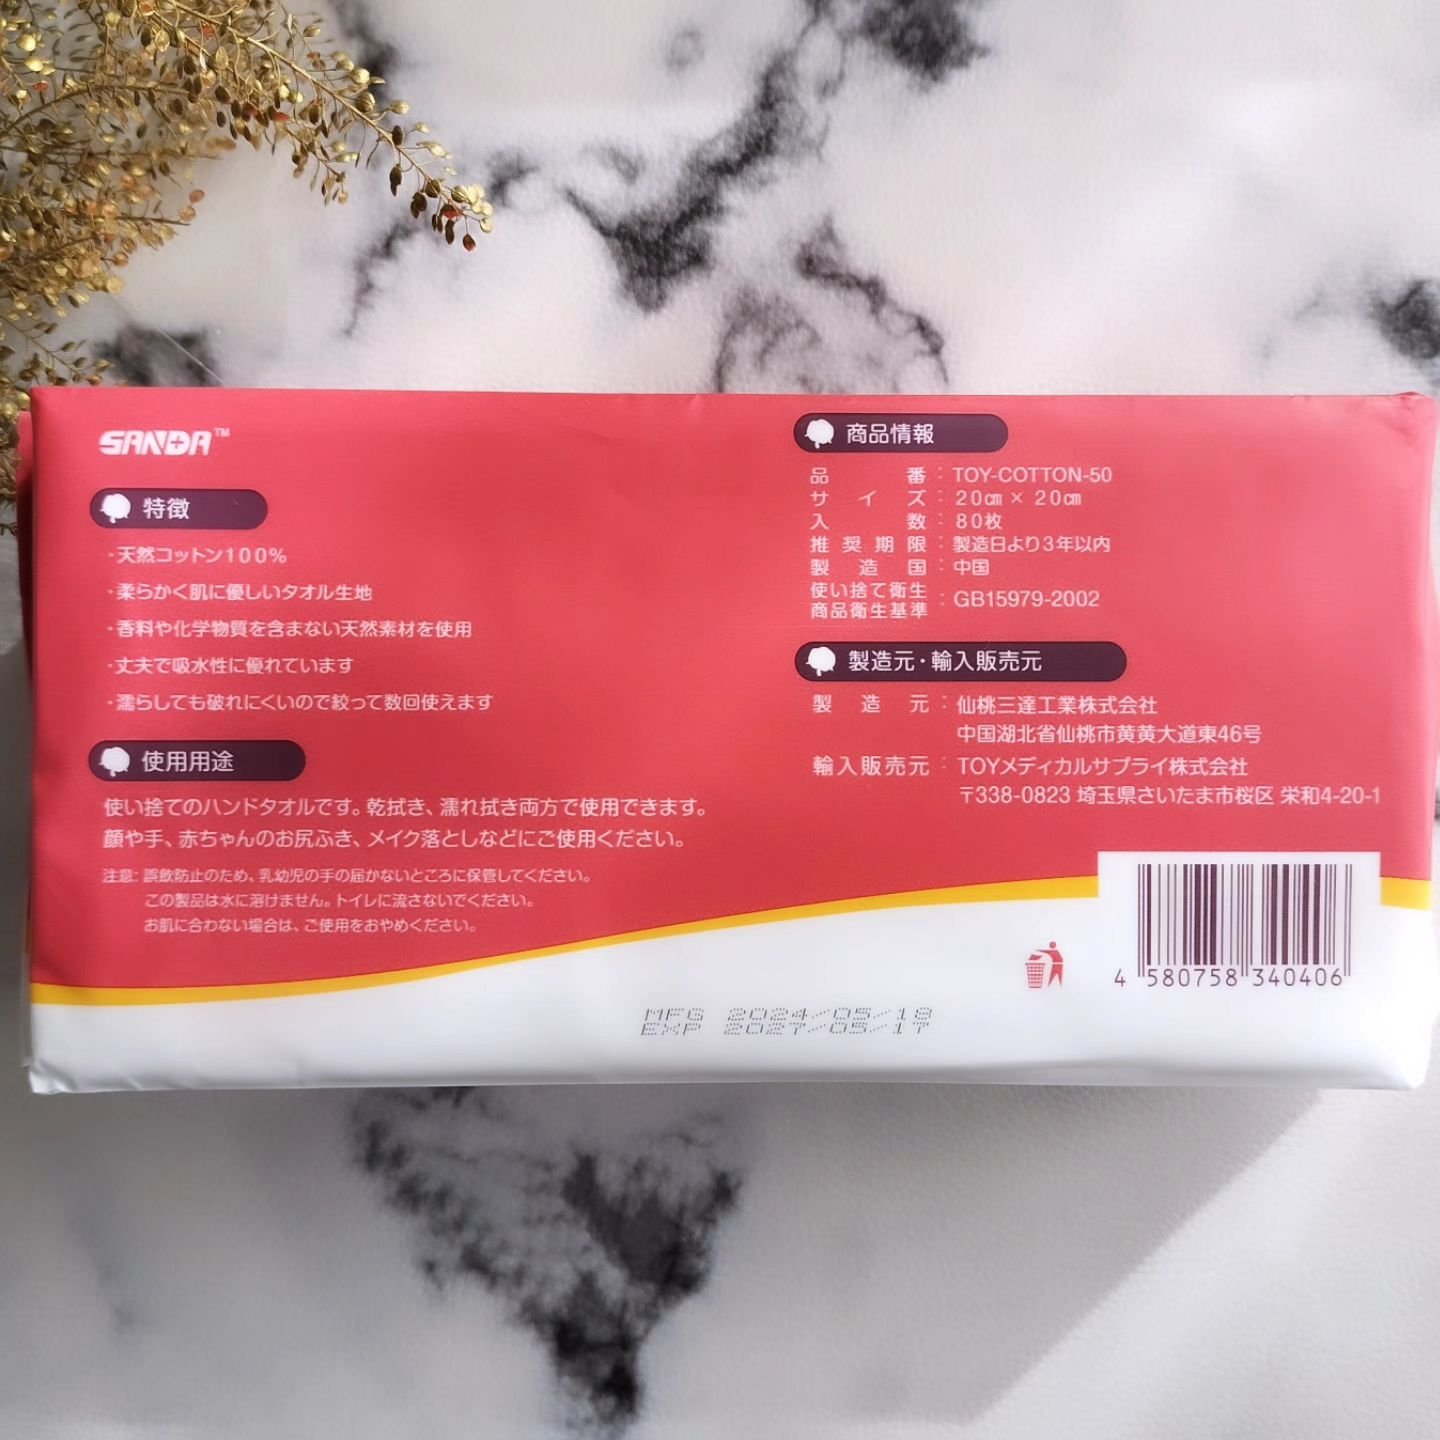 SANDA™
特徴
・天然コットン100%
・柔らかく肌に優しいタオル生地
・香料や化学物質を含まない天然素材を使用
・丈夫で吸水性に優れています
・濡らしても破れにくいので絞って数回使えます
使用用途
使い捨てのハンドタオルです。乾拭き、濡れ拭き両方で使用できます。
顔や手、赤ちゃんのお尻ふき、メイク落としなどにご使用ください。
注意: 誤飲防止のため、乳幼児の手の届かないところに保管してください。
この製品は水に溶けません。トイレに流さないでください。
お肌に合わない場合は、ご使用をおやめください。
商品情報
品番：TOY-COTTON-50
サイズ：20㎝ × 20㎝
入数：80枚
推奨期限：製造日より3年以内
製造国：中国
使い捨て衛生
商品衛生基準：GB15979-2002
製造元・輸入販売元
製造元：仙桃三達工業株式会社
中国湖北省仙桃市黄黄大道東46号
輸入販売元：TOYメディカルサプライ株式会社
〒338-0823 埼玉県さいたま市桜区 栄和4-20-1
4 580758 340406
MFG 2024/05/18
EXP 2027/05/17